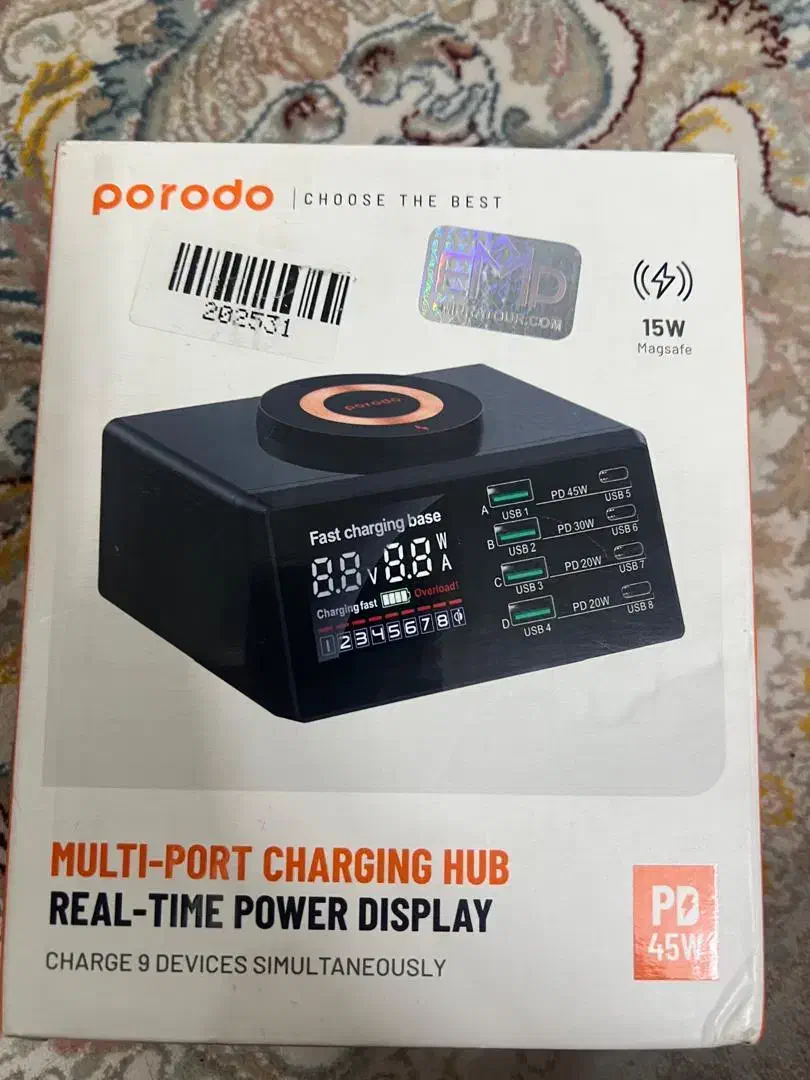 porodo | CHOOSE THE BEST
202531
15W
Magsafe
porodo
Fast charging base
8.8 V 8.8 W A
Charging fast Overload!
1 2 3 4 5 6 7 8
A USB 1 PD 45W USB 5
B USB 2 PD 30W USB 6
C USB 3 PD 20W USB 7
D USB 4 PD 20W USB 8
MULTI-PORT CHARGING HUB
REAL-TIME POWER DISPLAY
CHARGE 9 DEVICES SIMULTANEOUSLY
PD
45W